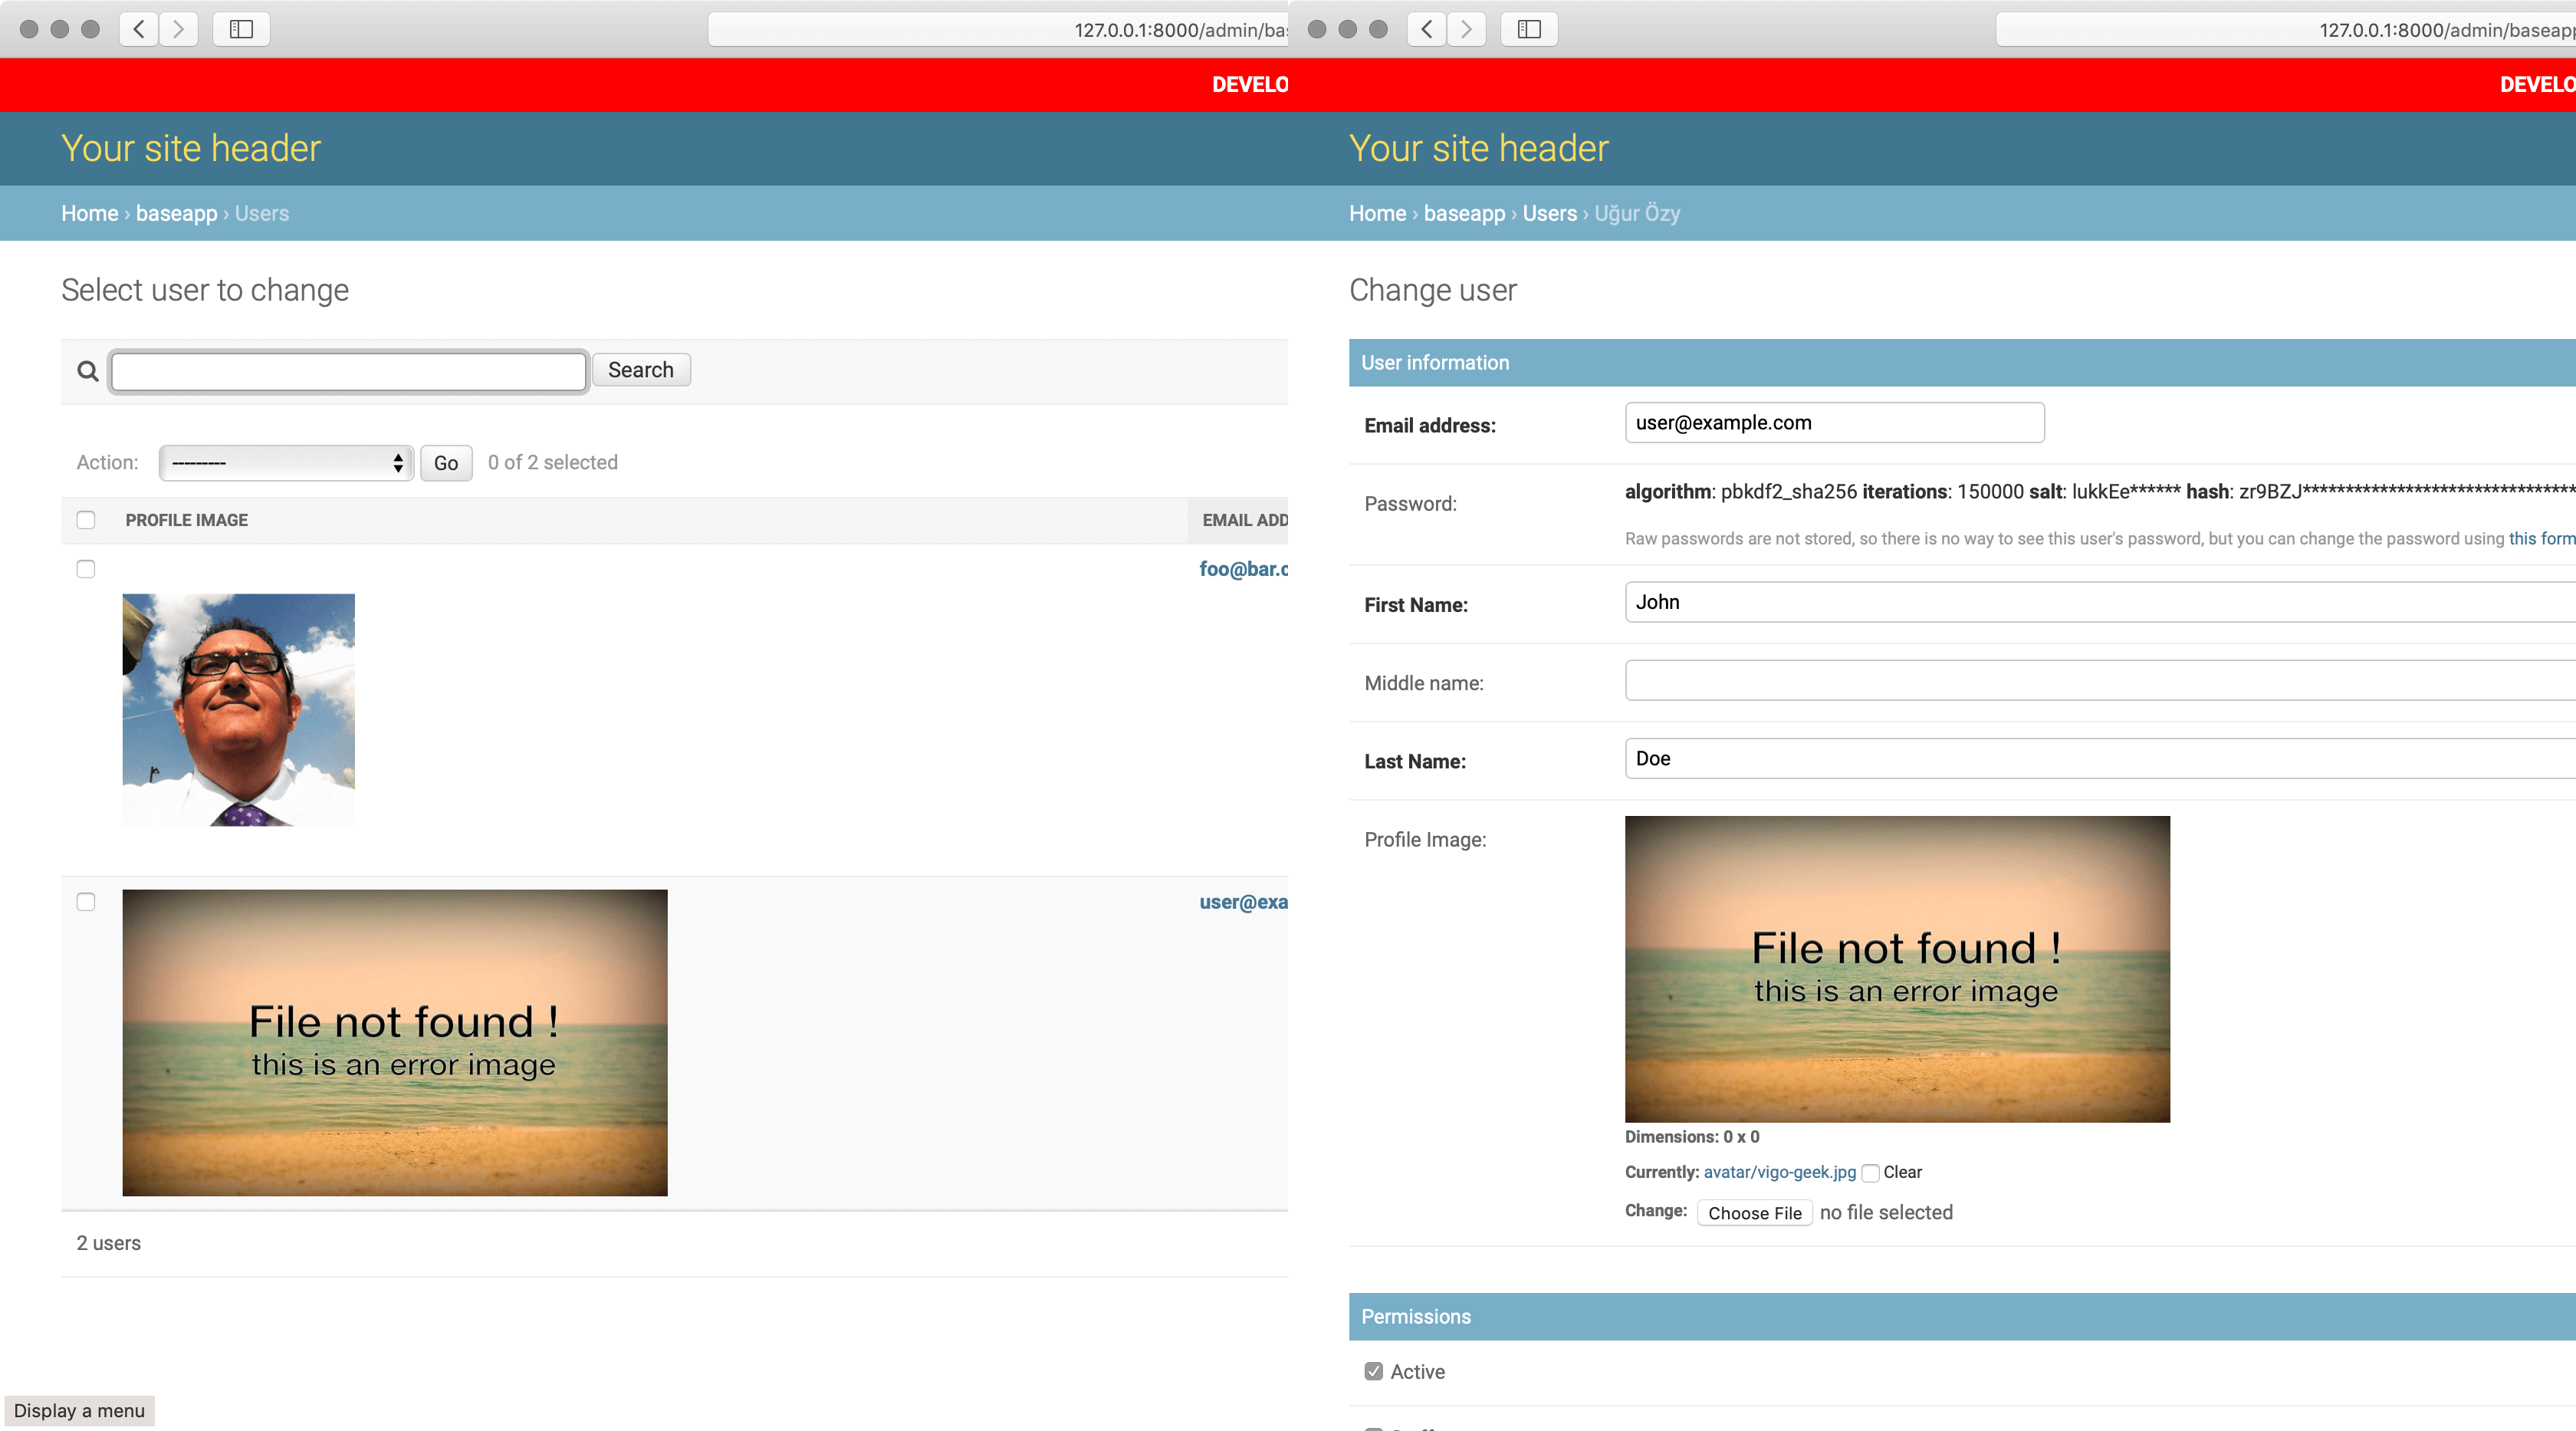 127.0.0.1:8000/admin/bas
DEVELO
Your site header
Home › baseapp › Users
Select user to change
Search
Action: --------- Go 0 of 2 selected
PROFILE IMAGE EMAIL ADD
foo@bar.c
user@exa
File not found !
this is an error image
2 users
Display a menu
127.0.0.1:8000/admin/baseapp
DEVELO
Your site header
Home › baseapp › Users › Uğur Özy
Change user
User information
Email address: user@example.com
Password: algorithm: pbkdf2_sha256 iterations: 150000 salt: lukkEe****** hash: zr9BZJ**************************************
Raw passwords are not stored, so there is no way to see this user's password, but you can change the password using this form
First Name: John
Middle name:
Last Name: Doe
Profile Image:
File not found !
this is an error image
Dimensions: 0 x 0
Currently: avatar/vigo-geek.jpg Clear
Change: Choose File no file selected
Permissions
Active